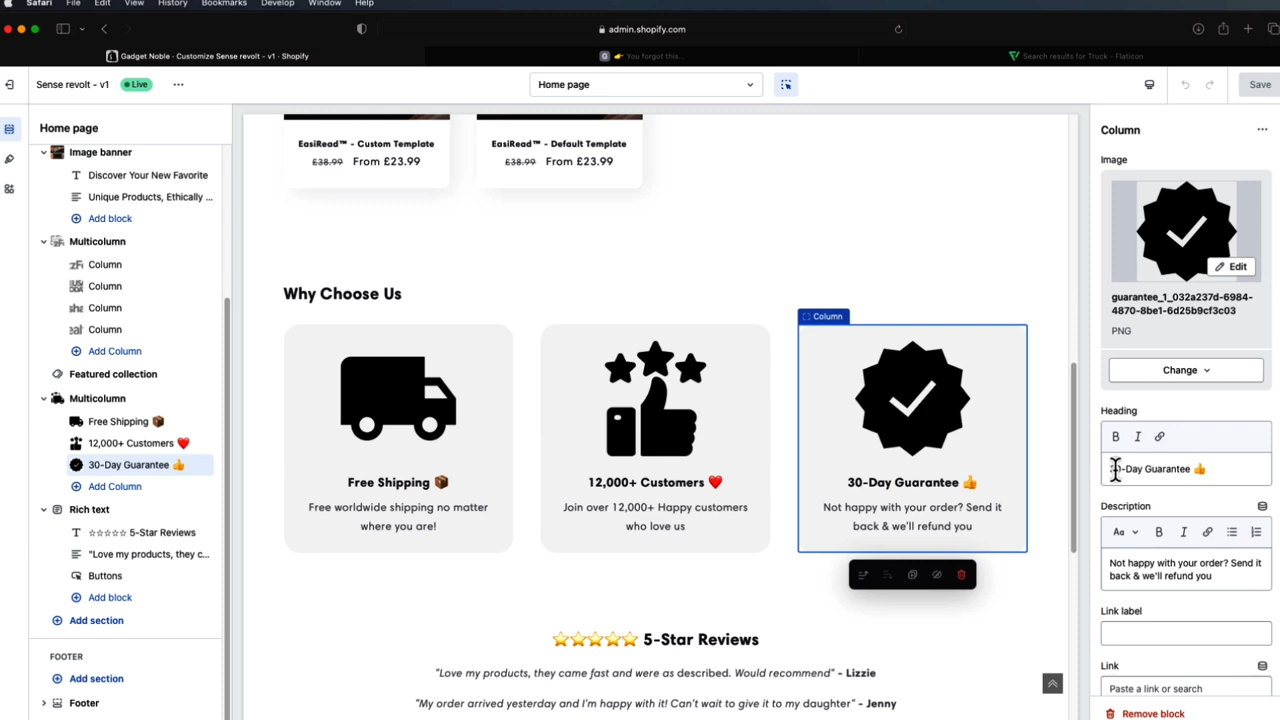 Safari File Edit View History Bookmarks Develop Window Help
admin.shopify.com
Gadget Noble · Customize Sense revolt - v1 · Shopify
👉 You forgot this...
Search results for Truck - Flaticon
Sense revolt - v1
Live
Home page
Save
Home page
Image banner
Discover Your New Favorite
Unique Products, Ethically ...
Add block
Multicolumn
Column
Column
Column
Column
Add Column
Featured collection
Multicolumn
Free Shipping 📦
12,000+ Customers ❤️
30-Day Guarantee 👍
Add Column
Rich text
☆☆☆☆☆ 5-Star Reviews
"Love my products, they c...
Buttons
Add block
Add section
FOOTER
Add section
Footer
EasiRead™ - Custom Template
£38.99 From £23.99
EasiRead™ - Default Template
£38.99 From £23.99
Why Choose Us
Column
Free Shipping 📦
Free worldwide shipping no matter
where you are!
12,000+ Customers ❤️
Join over 12,000+ Happy customers
who love us
30-Day Guarantee 👍
Not happy with your order? Send it
back & we'll refund you
⭐⭐⭐⭐⭐ 5-Star Reviews
"Love my products, they came fast and were as described. Would recommend" - Lizzie
"My order arrived yesterday and I'm happy with it! Can't wait to give it to my daughter" - Jenny
Column
Image
Edit
guarantee_1_032a237d-6984-
4870-8be1-6d25b9cf3c03
PNG
Change
Heading
B I
30-Day Guarantee 👍
Description
Aa B I
Not happy with your order? Send it
back & we'll refund you
Link label
Link
Paste a link or search
Remove block